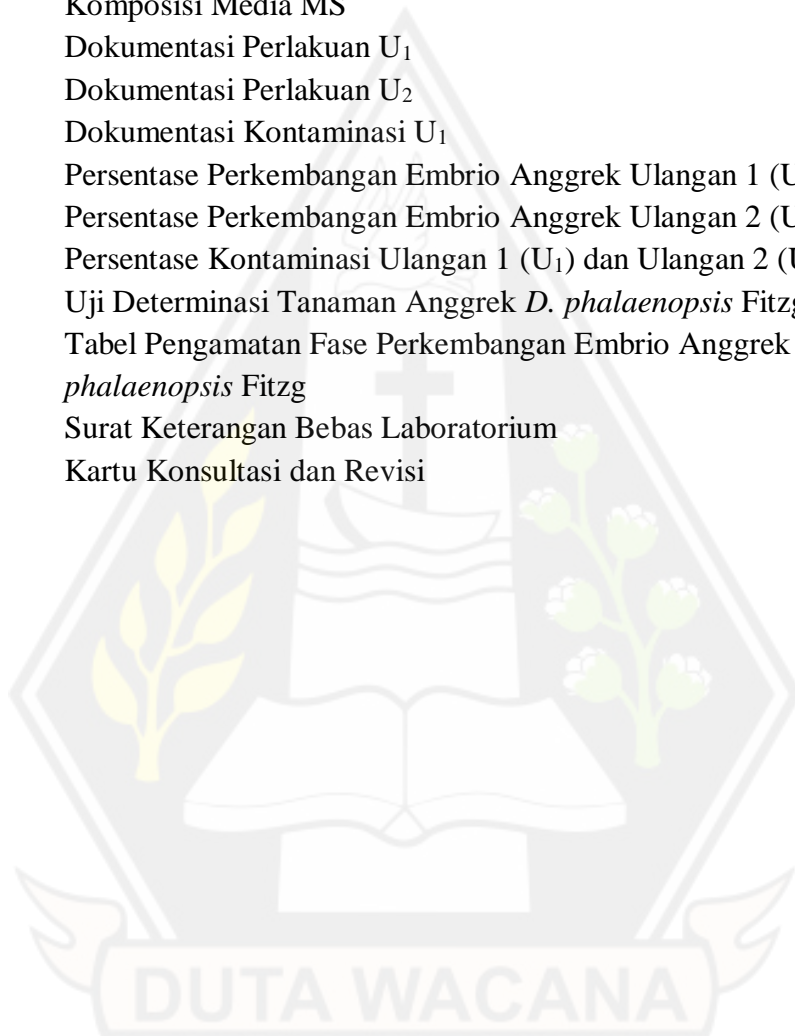 Komposisi Media MS
Dokumentasi Perlakuan U₁
Dokumentasi Perlakuan U₂
Dokumentasi Kontaminasi U₁
Persentase Perkembangan Embrio Anggrek Ulangan 1 (U
Persentase Perkembangan Embrio Anggrek Ulangan 2 (U
Persentase Kontaminasi Ulangan 1 (U₁) dan Ulangan 2 (U
Uji Determinasi Tanaman Anggrek D. phalaenopsis Fitzg
Tabel Pengamatan Fase Perkembangan Embrio Anggrek
phalaenopsis Fitzg
Surat Keterangan Bebas Laboratorium
Kartu Konsultasi dan Revisi
DUTA WACANA